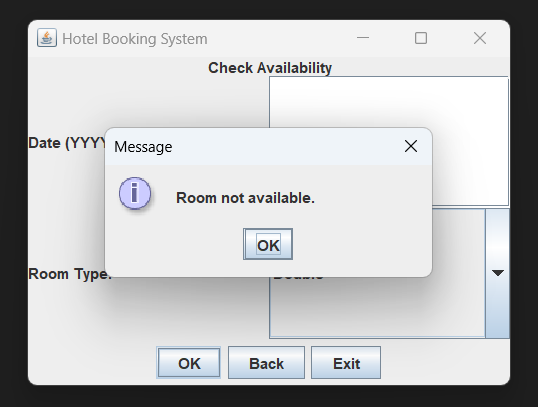 Hotel Booking System
Check Availability
Date (YYYY
Message
Room not available.
OK
Room Type:
OK
Back
Exit